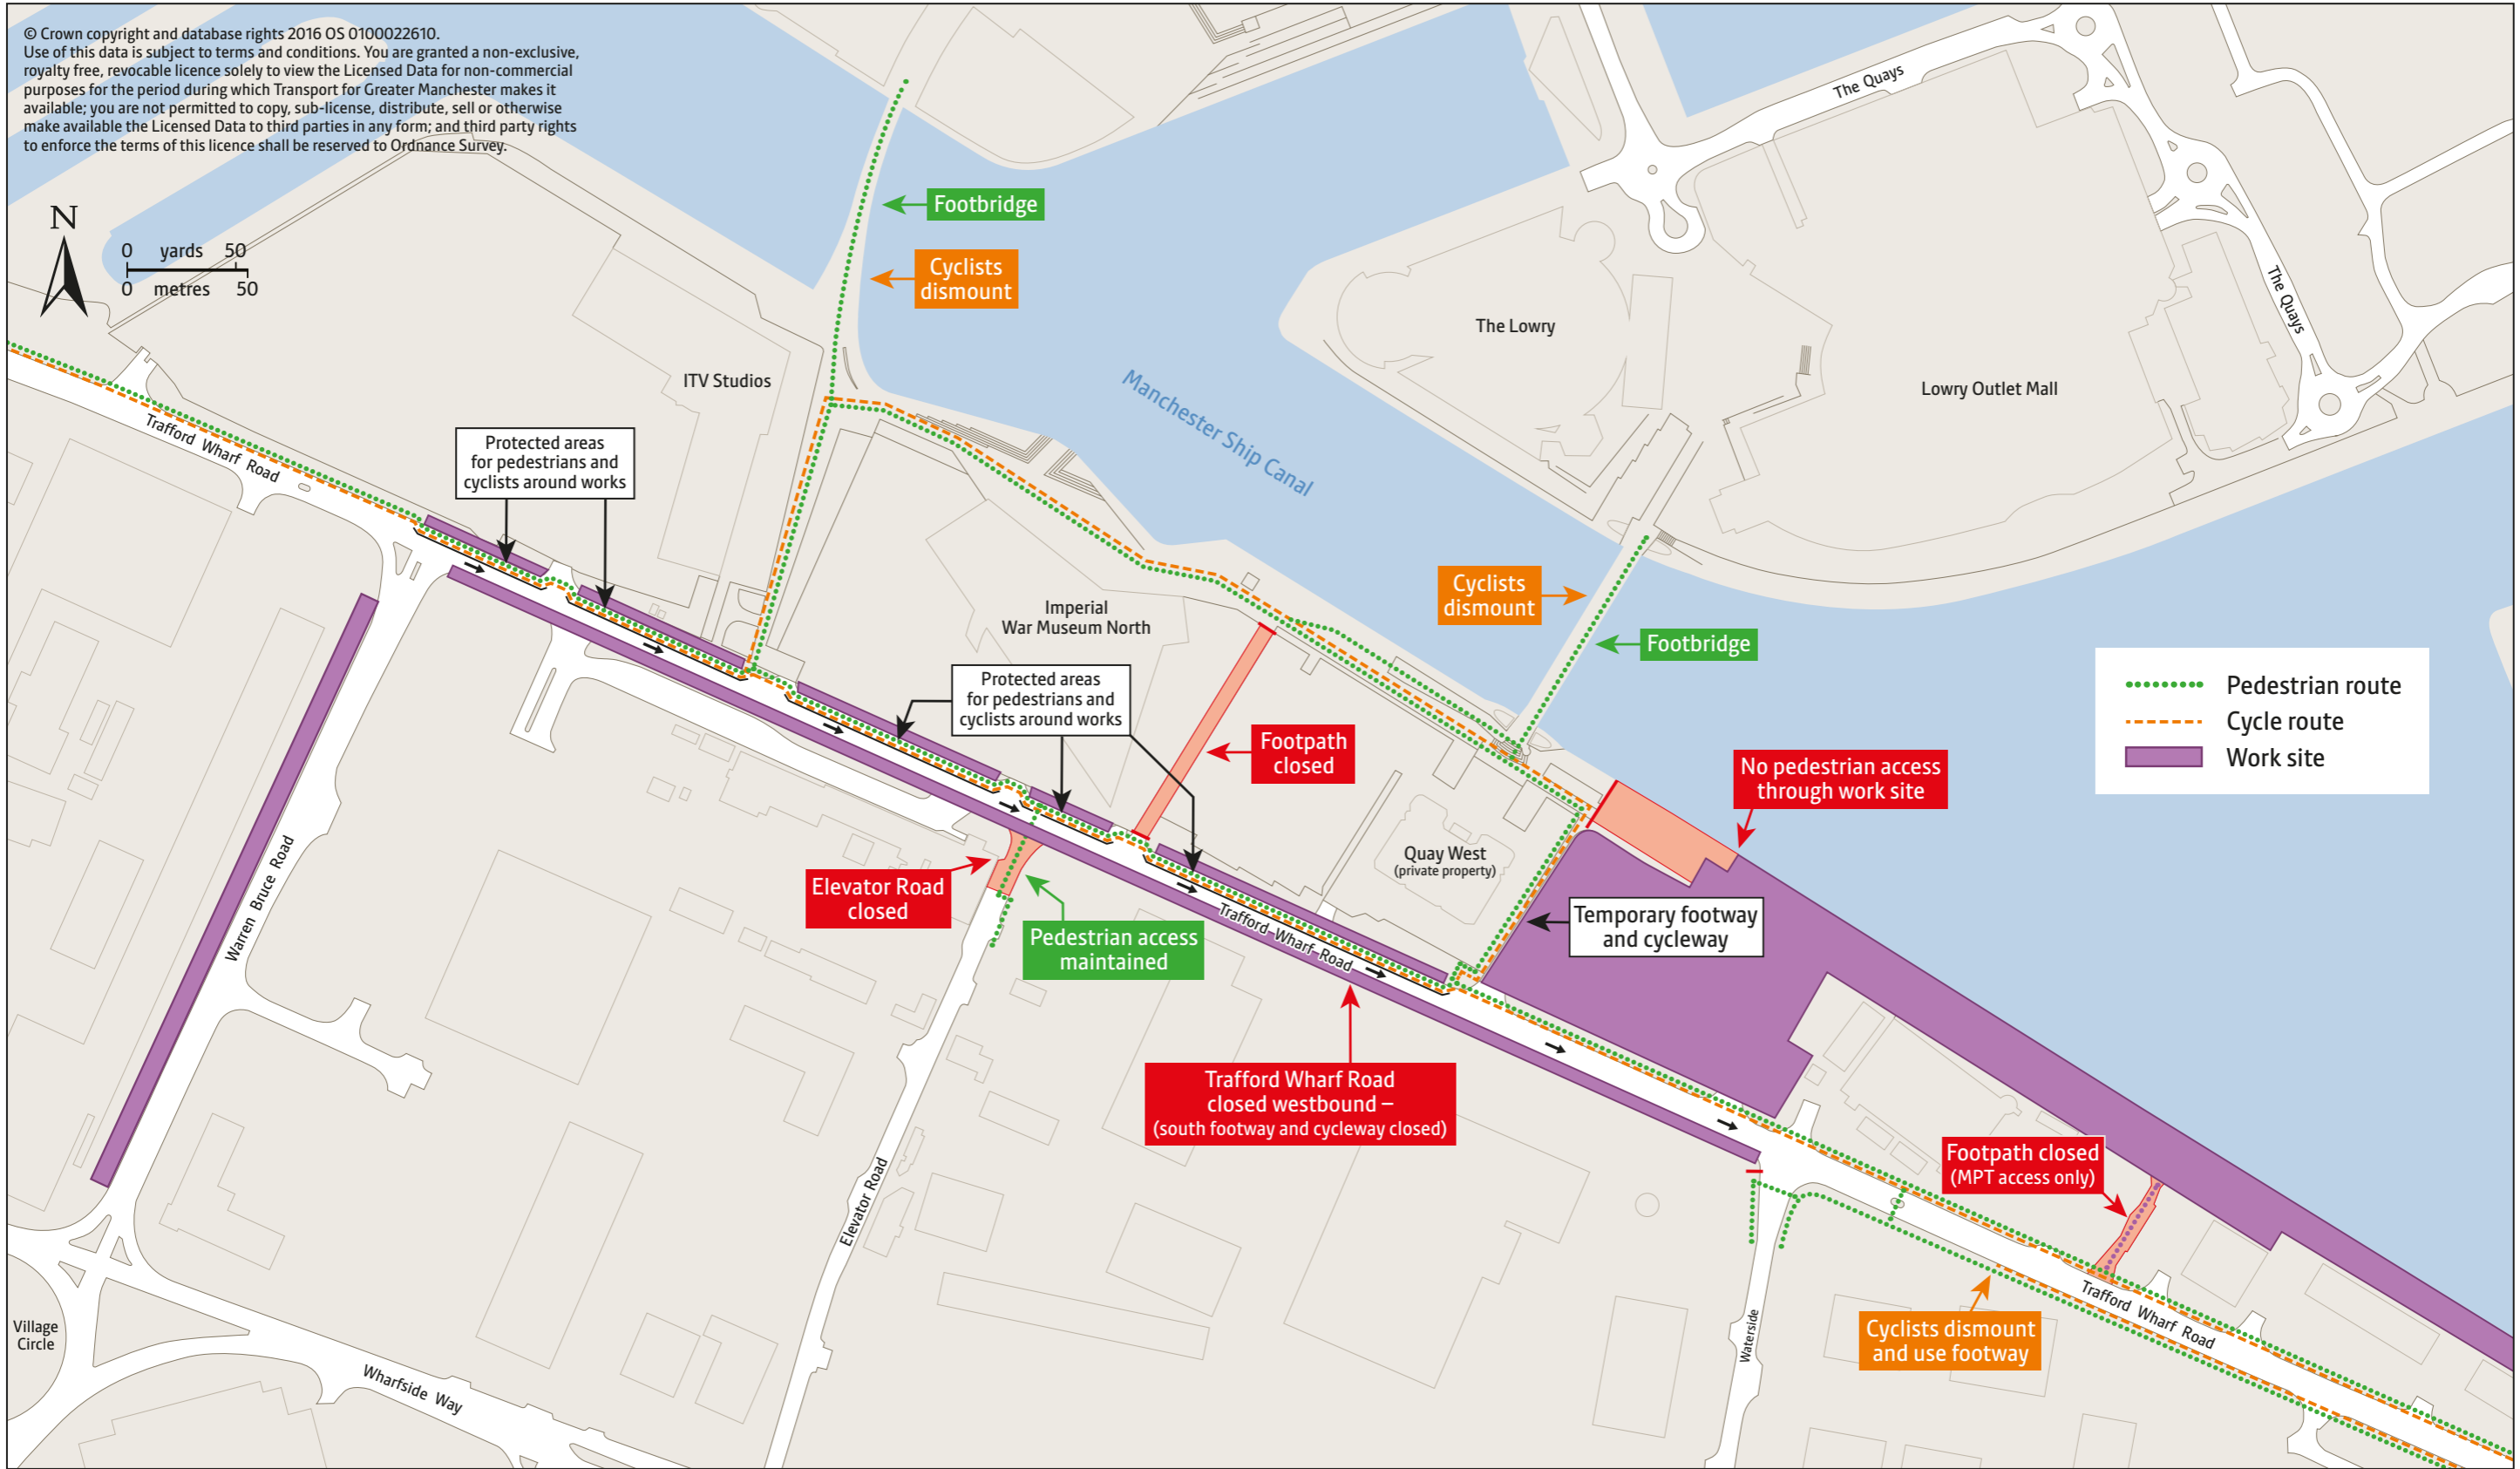 © Crown copyright and database rights 2016 OS 0100022610.
Use of this data is subject to terms and conditions. You are granted a non-exclusive,
royalty free, revocable licence solely to view the Licensed Data for non-commercial
purposes for the period during which Transport for Greater Manchester makes it
available; you are not permitted to copy, sub-license, distribute, sell or otherwise
make available the Licensed Data to third parties in any form; and third party rights
to enforce the terms of this licence shall be reserved to Ordnance Survey.
N
0 yards 50
0 metres 50
The Quays
Footbridge
Cyclists
dismount
The Quays
The Lowry
ITV Studios
Lowry Outlet Mall
Manchester Ship Canal
Trafford Wharf Road
Protected areas
for pedestrians and
cyclists around works
Cyclists
dismount
Imperial
War Museum North
Footbridge
Protected areas
for pedestrians and
cyclists around works
Pedestrian route
Cycle route
Work site
Footpath
closed
No pedestrian access
through work site
Quay West
(private property)
Elevator Road
closed
Warren Bruce Road
Temporary footway
and cycleway
Pedestrian access
maintained
Trafford Wharf Road
Trafford Wharf Road
closed westbound –
(south footway and cycleway closed)
Footpath closed
(MPT access only)
Elevator Road
Trafford Wharf Road
Village
Circle
Waterside
Cyclists dismount
and use footway
Wharfside Way